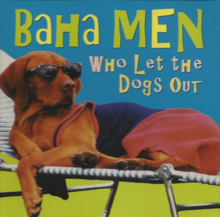 BAHA MEN
WHO LET THE
DOGS OUT